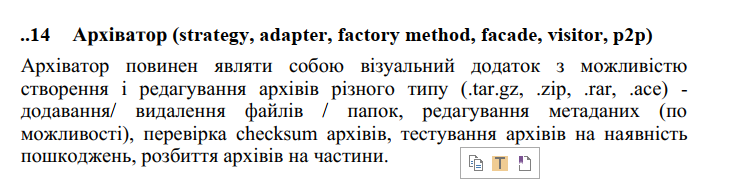 ..14 Архіватор (strategy, adapter, factory method, facade, visitor, p2p)
Архіватор повинен являти собою візуальний додаток з можливістю
створення і редагування архівів різного типу (.tar.gz, .zip, .rar, .ace) -
додавання/ видалення файлів / папок, редагування метаданих (по
можливості), перевірка checksum архівів, тестування архівів на наявність
пошкоджень, розбиття архівів на частини.
T